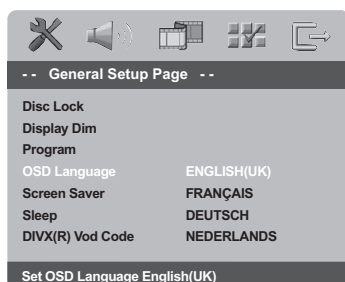 - - General Setup Page - -
Disc Lock
Display Dim
Program
OSD Language ENGLISH(UK)
Screen Saver FRANÇAIS
Sleep DEUTSCH
DIVX(R) Vod Code NEDERLANDS
Set OSD Language English(UK)